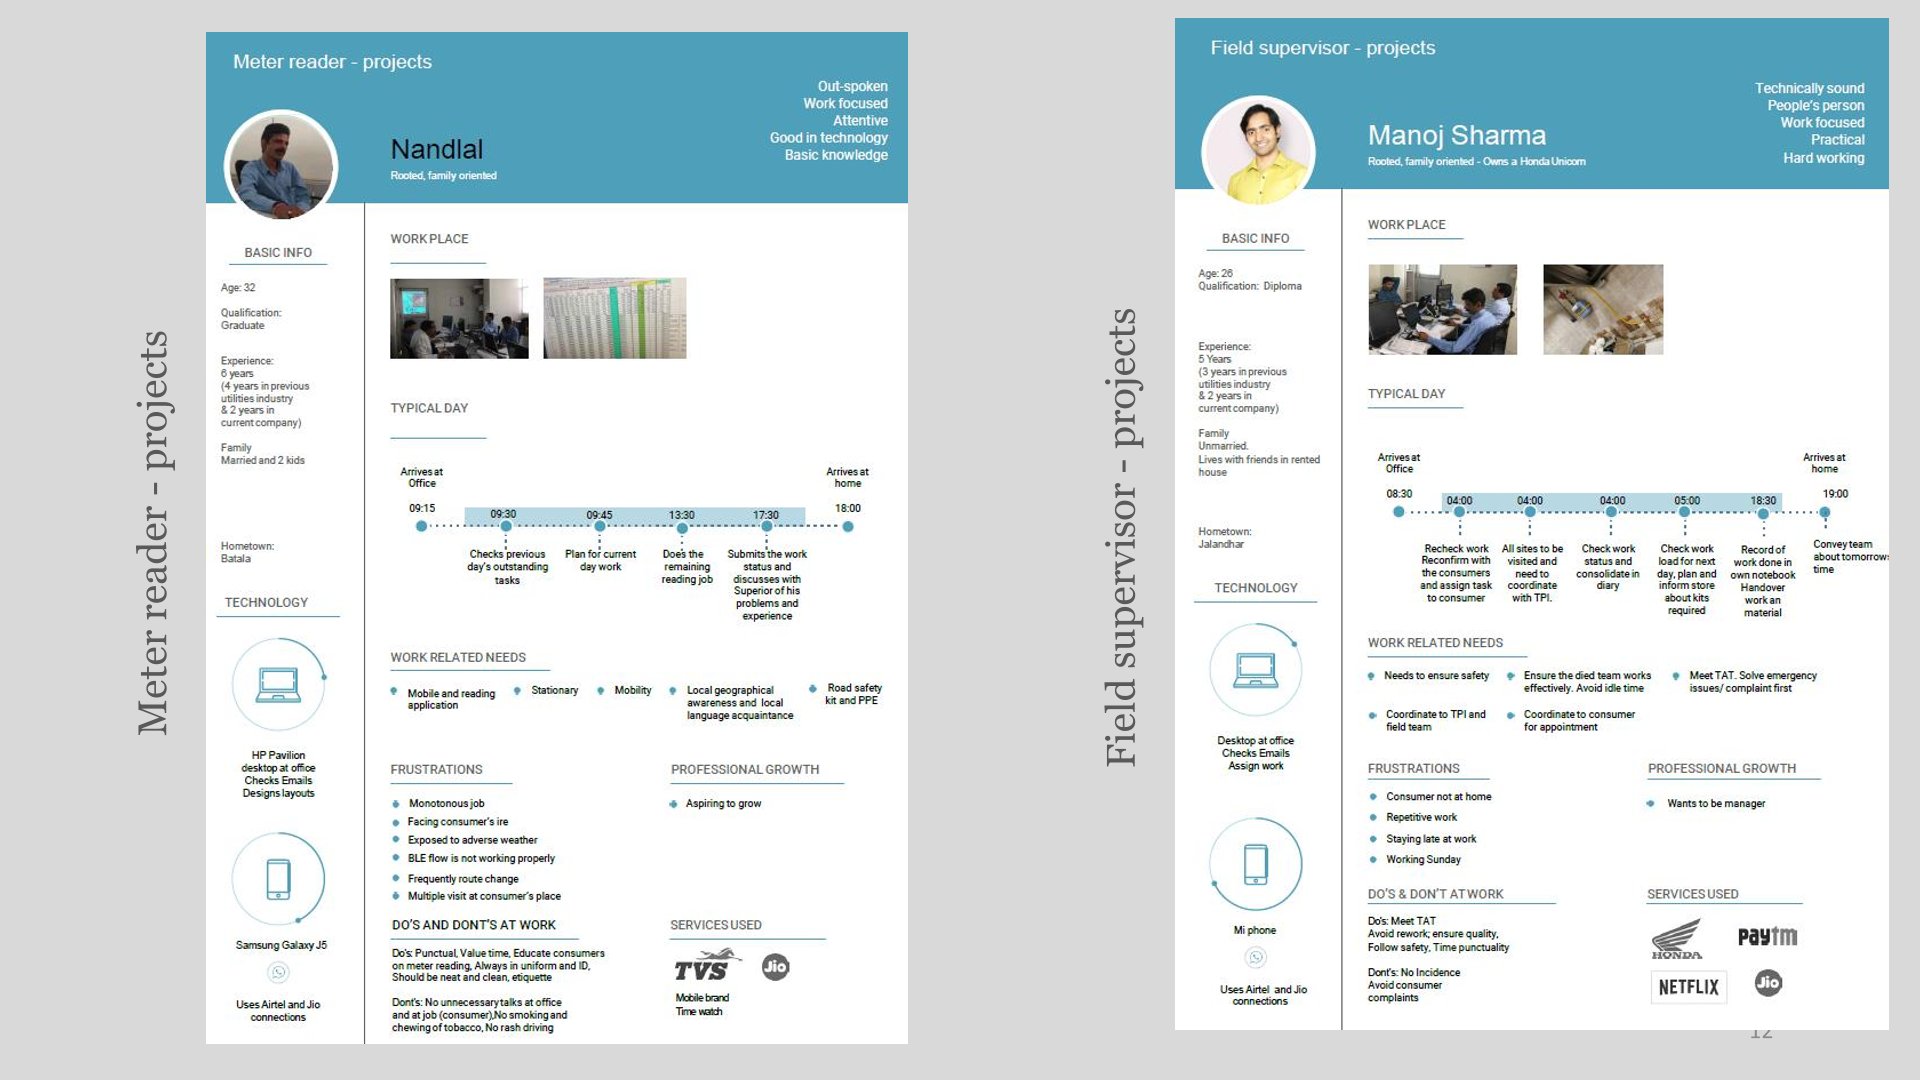 Meter reader - projects
Meter reader - projects
Out-spoken
Work focused
Attentive
Good in technology
Basic knowledge
Nandlal
Rooted, family oriented
BASIC INFO
Age: 32
Qualification:
Graduate
Experience:
6 years
(4 years in previous
utilities industry
& 2 years in
current company)
Family
Married and 2 kids
Hometown:
Batala
TECHNOLOGY
HP Pavilion
desktop at office
Checks Emails
Designs layouts
Samsung Galaxy J5
Uses Airtel and Jio
connections
WORK PLACE
TYPICAL DAY
Arrives at
Office
Arrives at
home
09:15
09:30
09:45
13:30
17:30
18:00
Checks previous
day's outstanding
tasks
Plan for current
day work
Does the
remaining
reading job
Submits the work
status and
discusses with
Superior of his
problems and
experience
WORK RELATED NEEDS
Mobile and reading
application
Stationary
Mobility
Local geographical
awareness and local
language acquaintance
Road safety
kit and PPE
FRUSTRATIONS
Monotonous job
Facing consumer's ire
Exposed to adverse weather
BLE flow is not working properly
Frequently route change
Multiple visit at consumer's place
PROFESSIONAL GROWTH
Aspiring to grow
DO'S AND DONT'S AT WORK
Do's: Punctual, Value time, Educate consumers
on meter reading, Always in uniform and ID,
Should be neat and clean, etiquette
Dont's: No unnecessary talks at office
and at job (consumer),No smoking and
chewing of tobacco, No rash driving
SERVICES USED
TVS
Jio
Mobile brand
Time watch
Field supervisor - projects
Field supervisor - projects
Technically sound
People's person
Work focused
Practical
Hard working
Manoj Sharma
Rooted, family oriented - Owns a Honda Unicorn
BASIC INFO
Age: 26
Qualification: Diploma
Experience:
5 Years
(3 years in previous
utilities industry
& 2 years in
current company)
Family
Unmarried.
Lives with friends in rented
house
Hometown:
Jalandhar
TECHNOLOGY
Desktop at office
Checks Emails
Assign work
Mi phone
Uses Airtel and Jio
connections
WORK PLACE
TYPICAL DAY
Arrives at
Office
Arrives at
home
08:30
04:00
04:00
04:00
05:00
18:30
19:00
Recheck work
Reconfirm with
the consumers
and assign task
to consumer
All sites to be
visited and
need to
coordinate
with TPI.
Check work
status and
consolidate in
diary
Check work
load for next
day, plan and
inform store
about kits
required
Record of
work done in
own notebook
Handover
work an
material
Convey team
about tomorrow
time
WORK RELATED NEEDS
Needs to ensure safety
Ensure the died team works
effectively. Avoid idle time
Meet TAT. Solve emergency
issues/ complaint first
Coordinate to TPI and
field team
Coordinate to consumer
for appointment
FRUSTRATIONS
Consumer not at home
Repetitive work
Staying late at work
Working Sunday
PROFESSIONAL GROWTH
Wants to be manager
DO'S & DON'T AT WORK
Do's: Meet TAT
Avoid rework; ensure quality,
Follow safety, Time punctuality
Dont's: No Incidence
Avoid consumer
complaints
SERVICES USED
HONDA
Paytm
NETFLIX
Jio
12